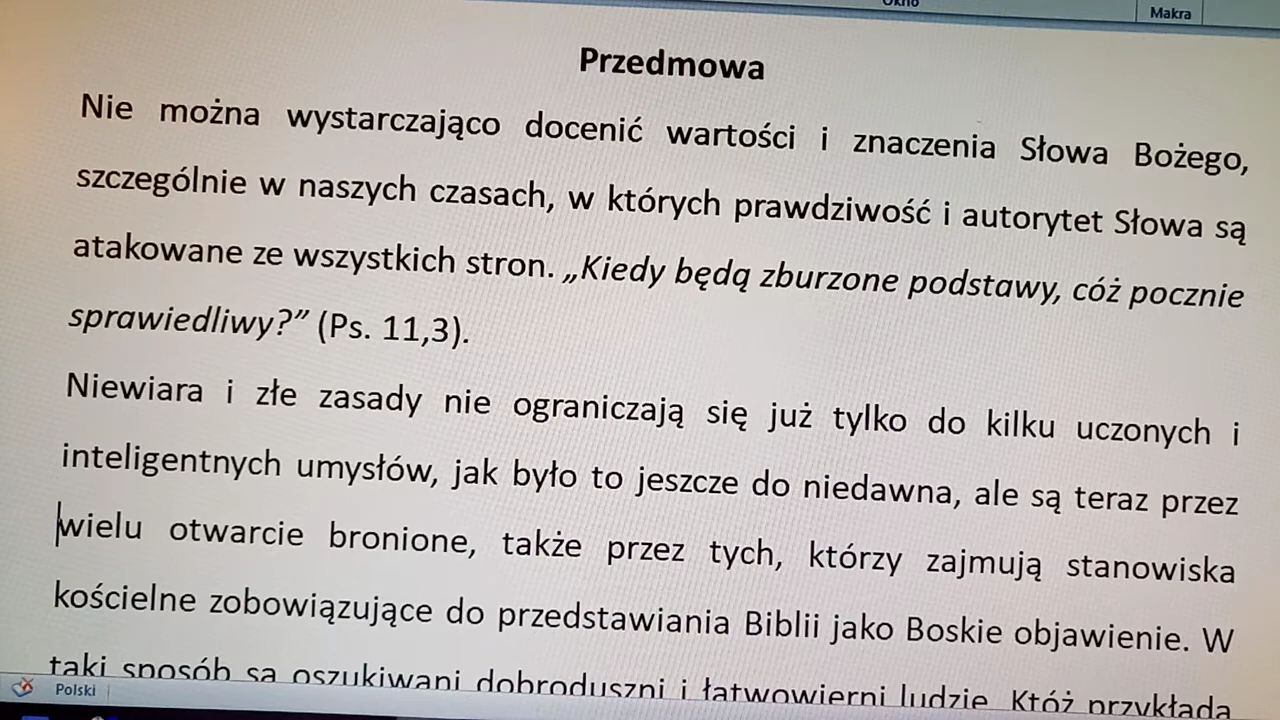 Okno
Makra
Przedmowa
Nie można wystarczająco docenić wartości i znaczenia Słowa Bożego,
szczególnie w naszych czasach, w których prawdziwość i autorytet Słowa są
atakowane ze wszystkich stron. „Kiedy będą zburzone podstawy, cóż pocznie
sprawiedliwy?” (Ps. 11,3).
Niewiara i złe zasady nie ograniczają się już tylko do kilku uczonych i
inteligentnych umysłów, jak było to jeszcze do niedawna, ale są teraz przez
wielu otwarcie bronione, także przez tych, którzy zajmują stanowiska
kościelne zobowiązujące do przedstawiania Biblii jako Boskie objawienie. W
taki sposób są oszukiwani dobroduszni i łatwowierni ludzie. Któż przykłada
Polski